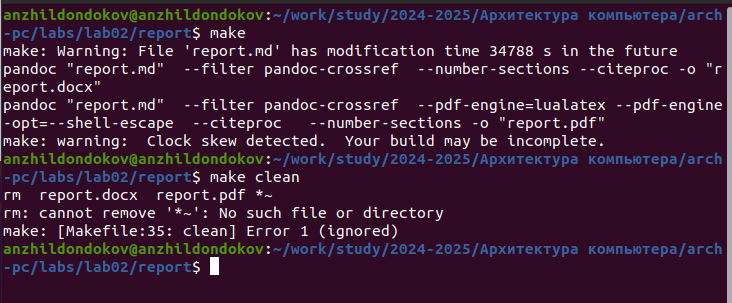 anzhildondokov@anzhildondokov:~/work/study/2024-2025/Архитектура компьютера/arch
-pc/labs/lab02/report$ make
make: Warning: File 'report.md' has modification time 34788 s in the future
pandoc "report.md"  --filter pandoc-crossref  --number-sections --citeproc -o "r
eport.docx"
pandoc "report.md"  --filter pandoc-crossref  --pdf-engine=lualatex --pdf-engine
-opt=--shell-escape  --citeproc   --number-sections -o "report.pdf"
make: warning:  Clock skew detected.  Your build may be incomplete.
anzhildondokov@anzhildondokov:~/work/study/2024-2025/Архитектура компьютера/arch
-pc/labs/lab02/report$ make clean
rm  report.docx  report.pdf *~
rm: cannot remove '*~': No such file or directory
make: [Makefile:35: clean] Error 1 (ignored)
anzhildondokov@anzhildondokov:~/work/study/2024-2025/Архитектура компьютера/arch
-pc/labs/lab02/report$